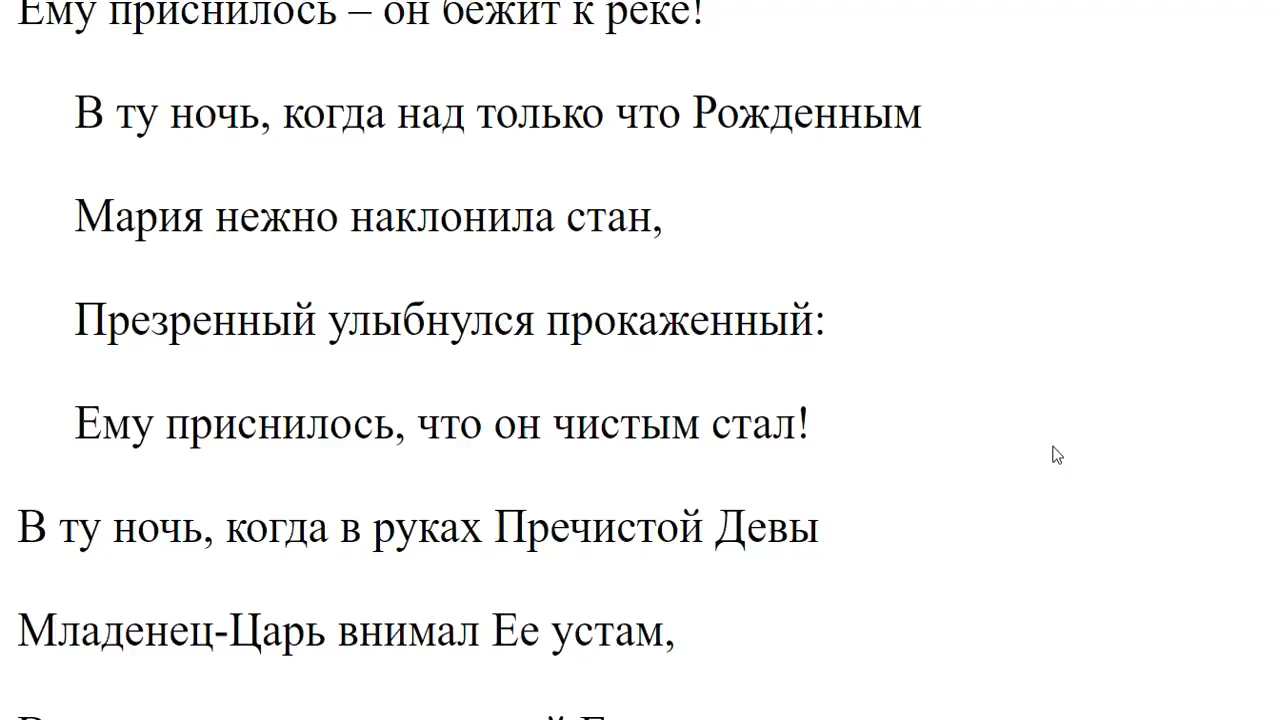 Ему приснилось – он бежит к реке!
В ту ночь, когда над только что Рожденным
Мария нежно наклонила стан,
Презренный улыбнулся прокаженный:
Ему приснилось, что он чистым стал!
В ту ночь, когда в руках Пречистой Девы
Младенец-Царь внимал Ее устам,